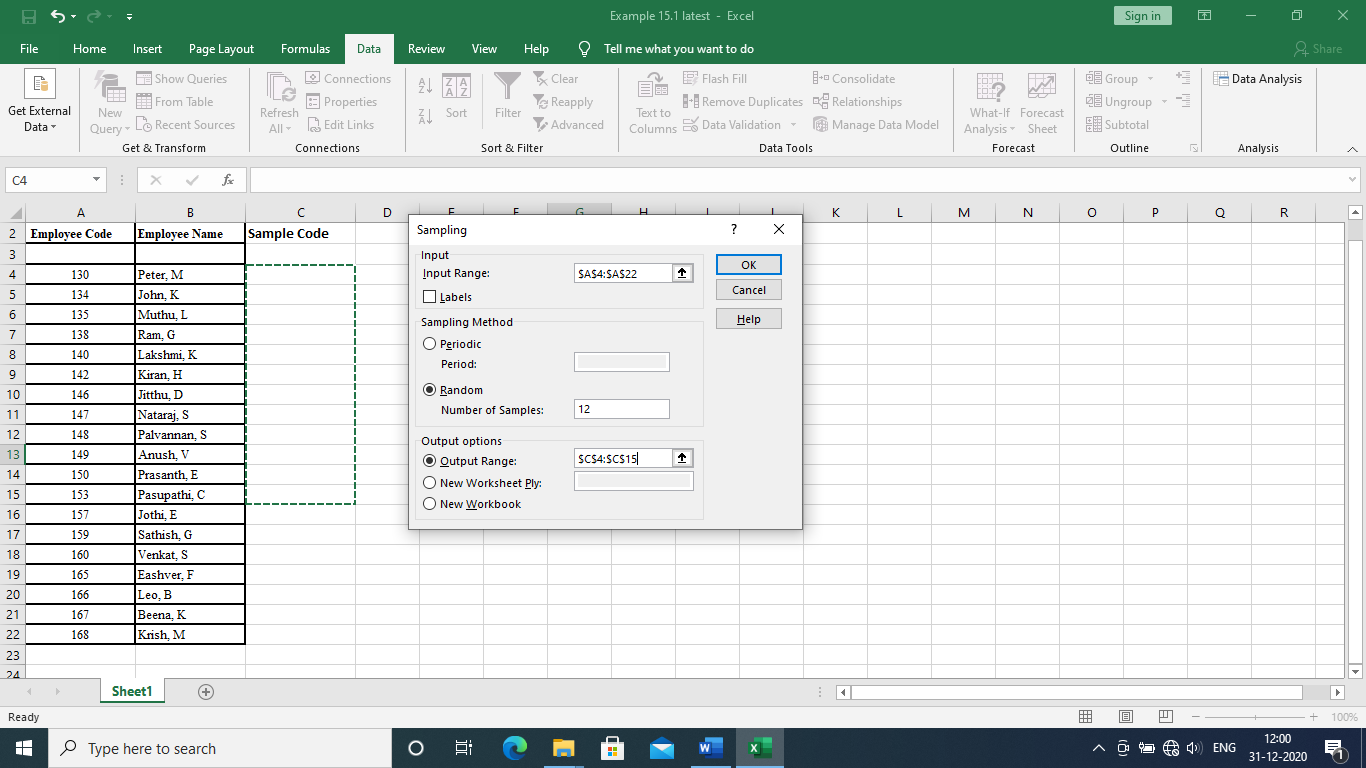 Example 15.1 latest - Excel
Sign in
File Home Insert Page Layout Formulas Data Review View Help Tell me what you want to do Share
Get External Data
New Query
Show Queries
From Table
Recent Sources
Get & Transform
Refresh All
Connections
Properties
Edit Links
Connections
Sort
Filter
Clear
Reapply
Advanced
Sort & Filter
Text to Columns
Flash Fill
Remove Duplicates
Data Validation
Consolidate
Relationships
Manage Data Model
Data Tools
What-If Analysis
Forecast Sheet
Forecast
Group
Ungroup
Subtotal
Outline
Data Analysis
Analysis
C4 fx
A B C D E F G H I J K L M N O P Q R
2 Employee Code Employee Name Sample Code
3
4 130 Peter, M
5 134 John, K
6 135 Muthu, L
7 138 Ram, G
8 140 Lakshmi, K
9 142 Kiran, H
10 146 Jitthu, D
11 147 Nataraj, S
12 148 Palvannan, S
13 149 Anush, V
14 150 Prasanth, E
15 153 Pasupathi, C
16 157 Jothi, E
17 159 Sathish, G
18 160 Venkat, S
19 165 Eashver, F
20 166 Leo, B
21 167 Beena, K
22 168 Krish, M
23
24
Sampling ?
Input
Input Range: $A$4:$A$22
Labels
OK
Cancel
Help
Sampling Method
Periodic
Period:
Random
Number of Samples: 12
Output options
Output Range: $C$4:$C$15
New Worksheet Ply:
New Workbook
Sheet1
Ready
100%
Type here to search
ENG
12:00
31-12-2020
1